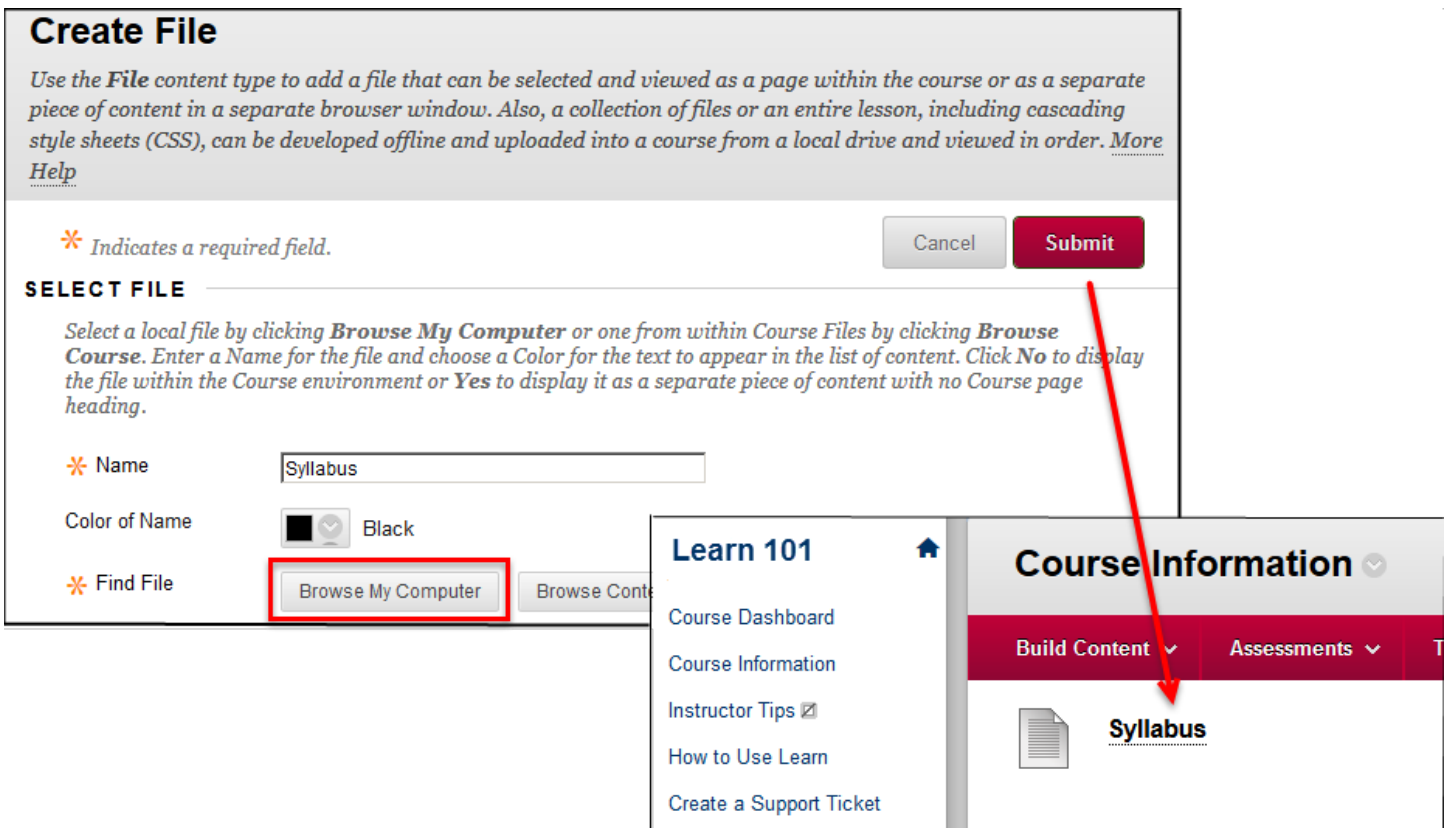 Create File
Use the File content type to add a file that can be selected and viewed as a page within the course or as a separate
piece of content in a separate browser window. Also, a collection of files or an entire lesson, including cascading
style sheets (CSS), can be developed offline and uploaded into a course from a local drive and viewed in order. More
Help
Indicates a required field.
Cancel
Submit
SELECT FILE
Select a local file by clicking Browse My Computer or one from within Course Files by clicking Browse
Course. Enter a Name for the file and choose a Color for the text to appear in the list of content. Click No to display
the file within the Course environment or Yes to display it as a separate piece of content with no Course page
heading.
Name
Syllabus
Color of Name
Black
Find File
Browse My Computer
Browse Conte
Learn 101
Course Dashboard
Course Information
Instructor Tips
How to Use Learn
Create a Support Ticket
Course Information
Build Content
Assessments
T
Syllabus